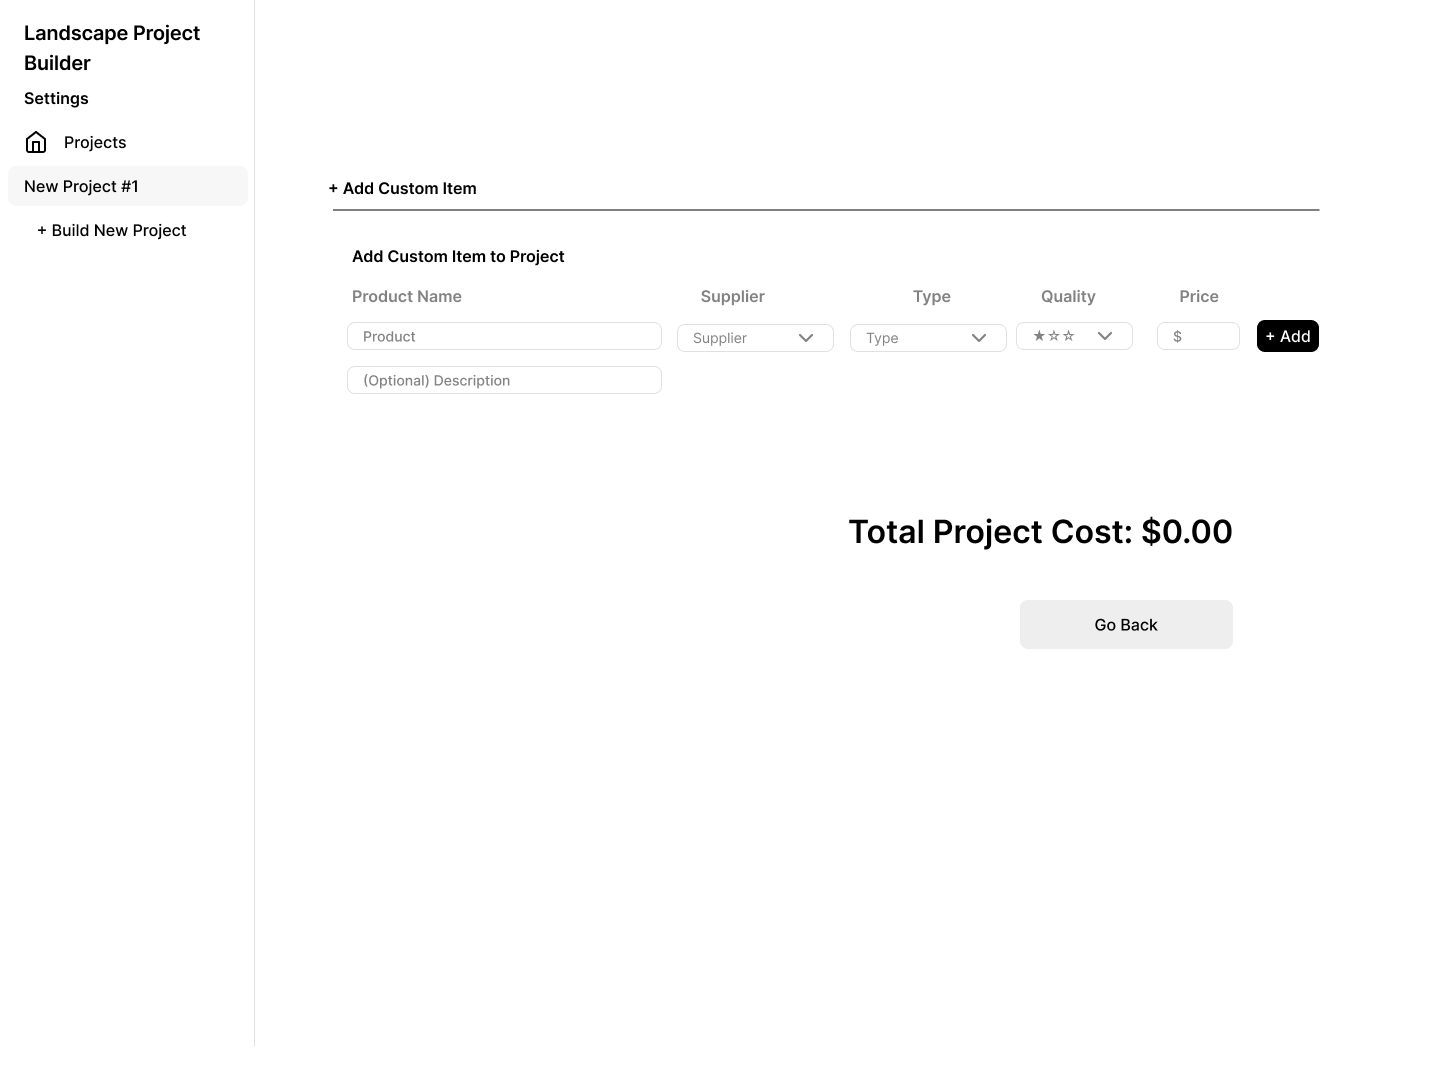 Landscape Project
Builder
Settings
Projects
New Project #1
+ Build New Project
+ Add Custom Item
Add Custom Item to Project
Product Name Supplier Type Quality Price
Product Supplier Type ★☆☆ $ + Add
(Optional) Description
Total Project Cost: $0.00
Go Back